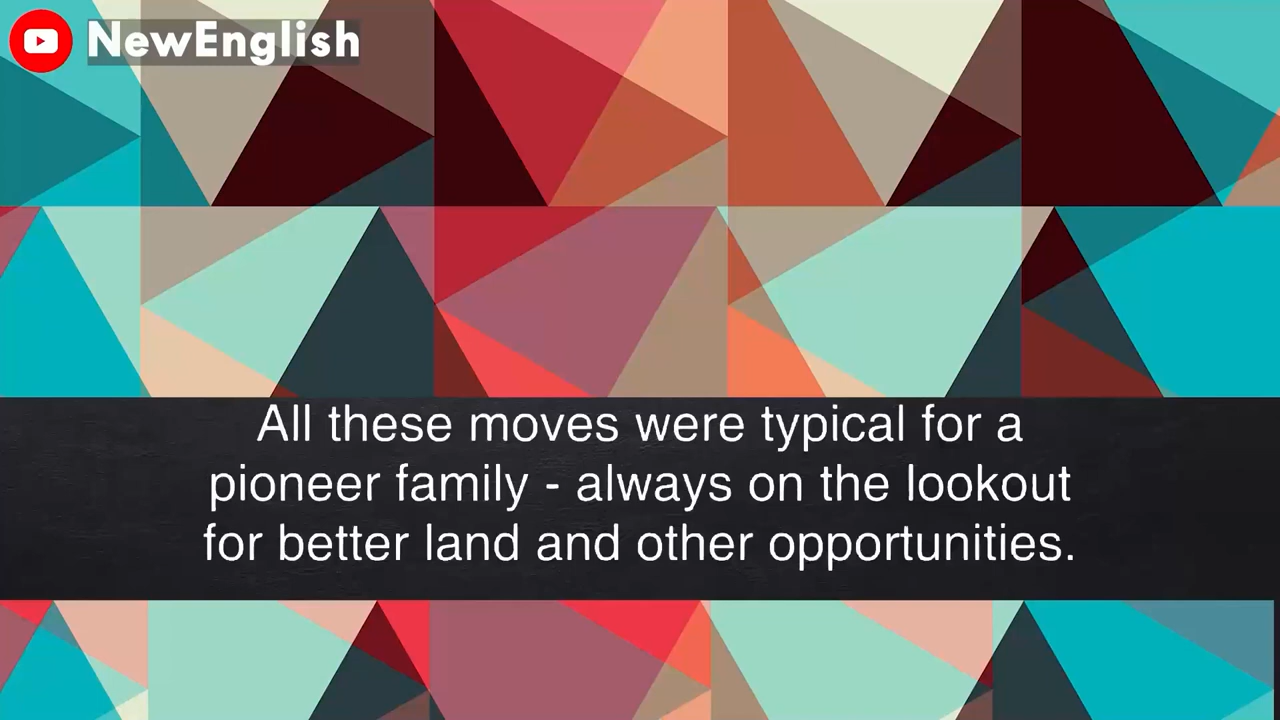 NewEnglish
All these moves were typical for a
pioneer family - always on the lookout
for better land and other opportunities.